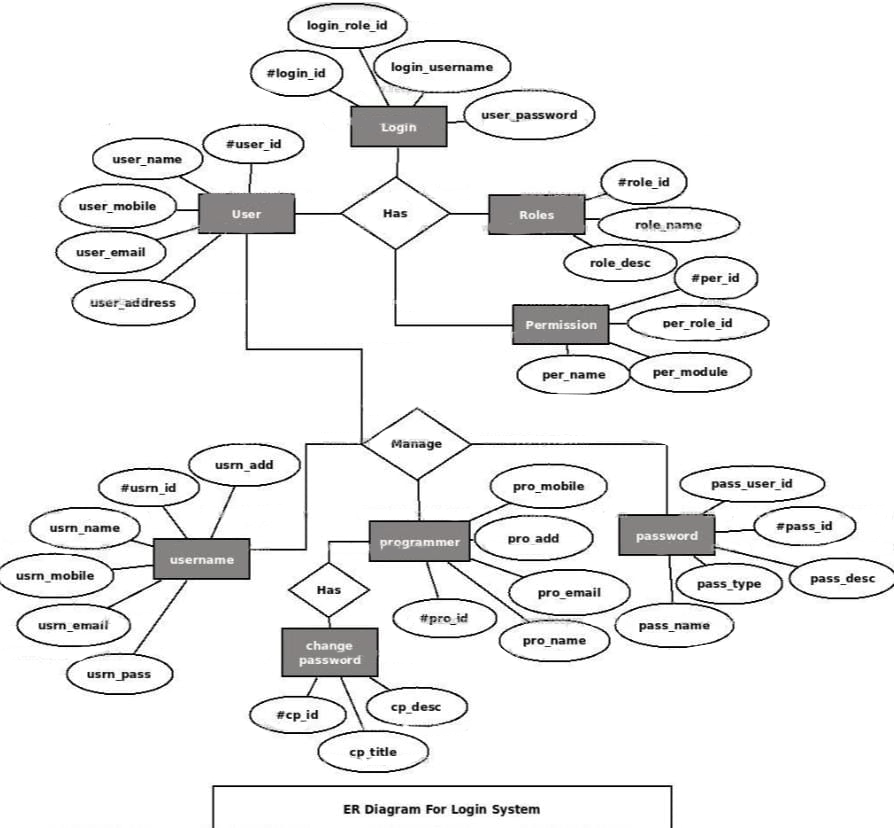 login_role_id
#login_id
login_username
user_password
Login
#user_id
user_name
user_mobile
user_email
user_address
User
Has
Roles
#role_id
role_name
role_desc
Permission
#per_id
per_role_id
per_name
per_module
Manage
usrn_add
#usrn_id
usrn_name
usrn_mobile
usrn_email
usrn_pass
username
programmer
pro_mobile
pro_add
pro_email
#pro_id
pro_name
password
pass_user_id
#pass_id
pass_desc
pass_type
pass_name
Has
change
password
#cp_id
cp_desc
cp_title
ER Diagram For Login System